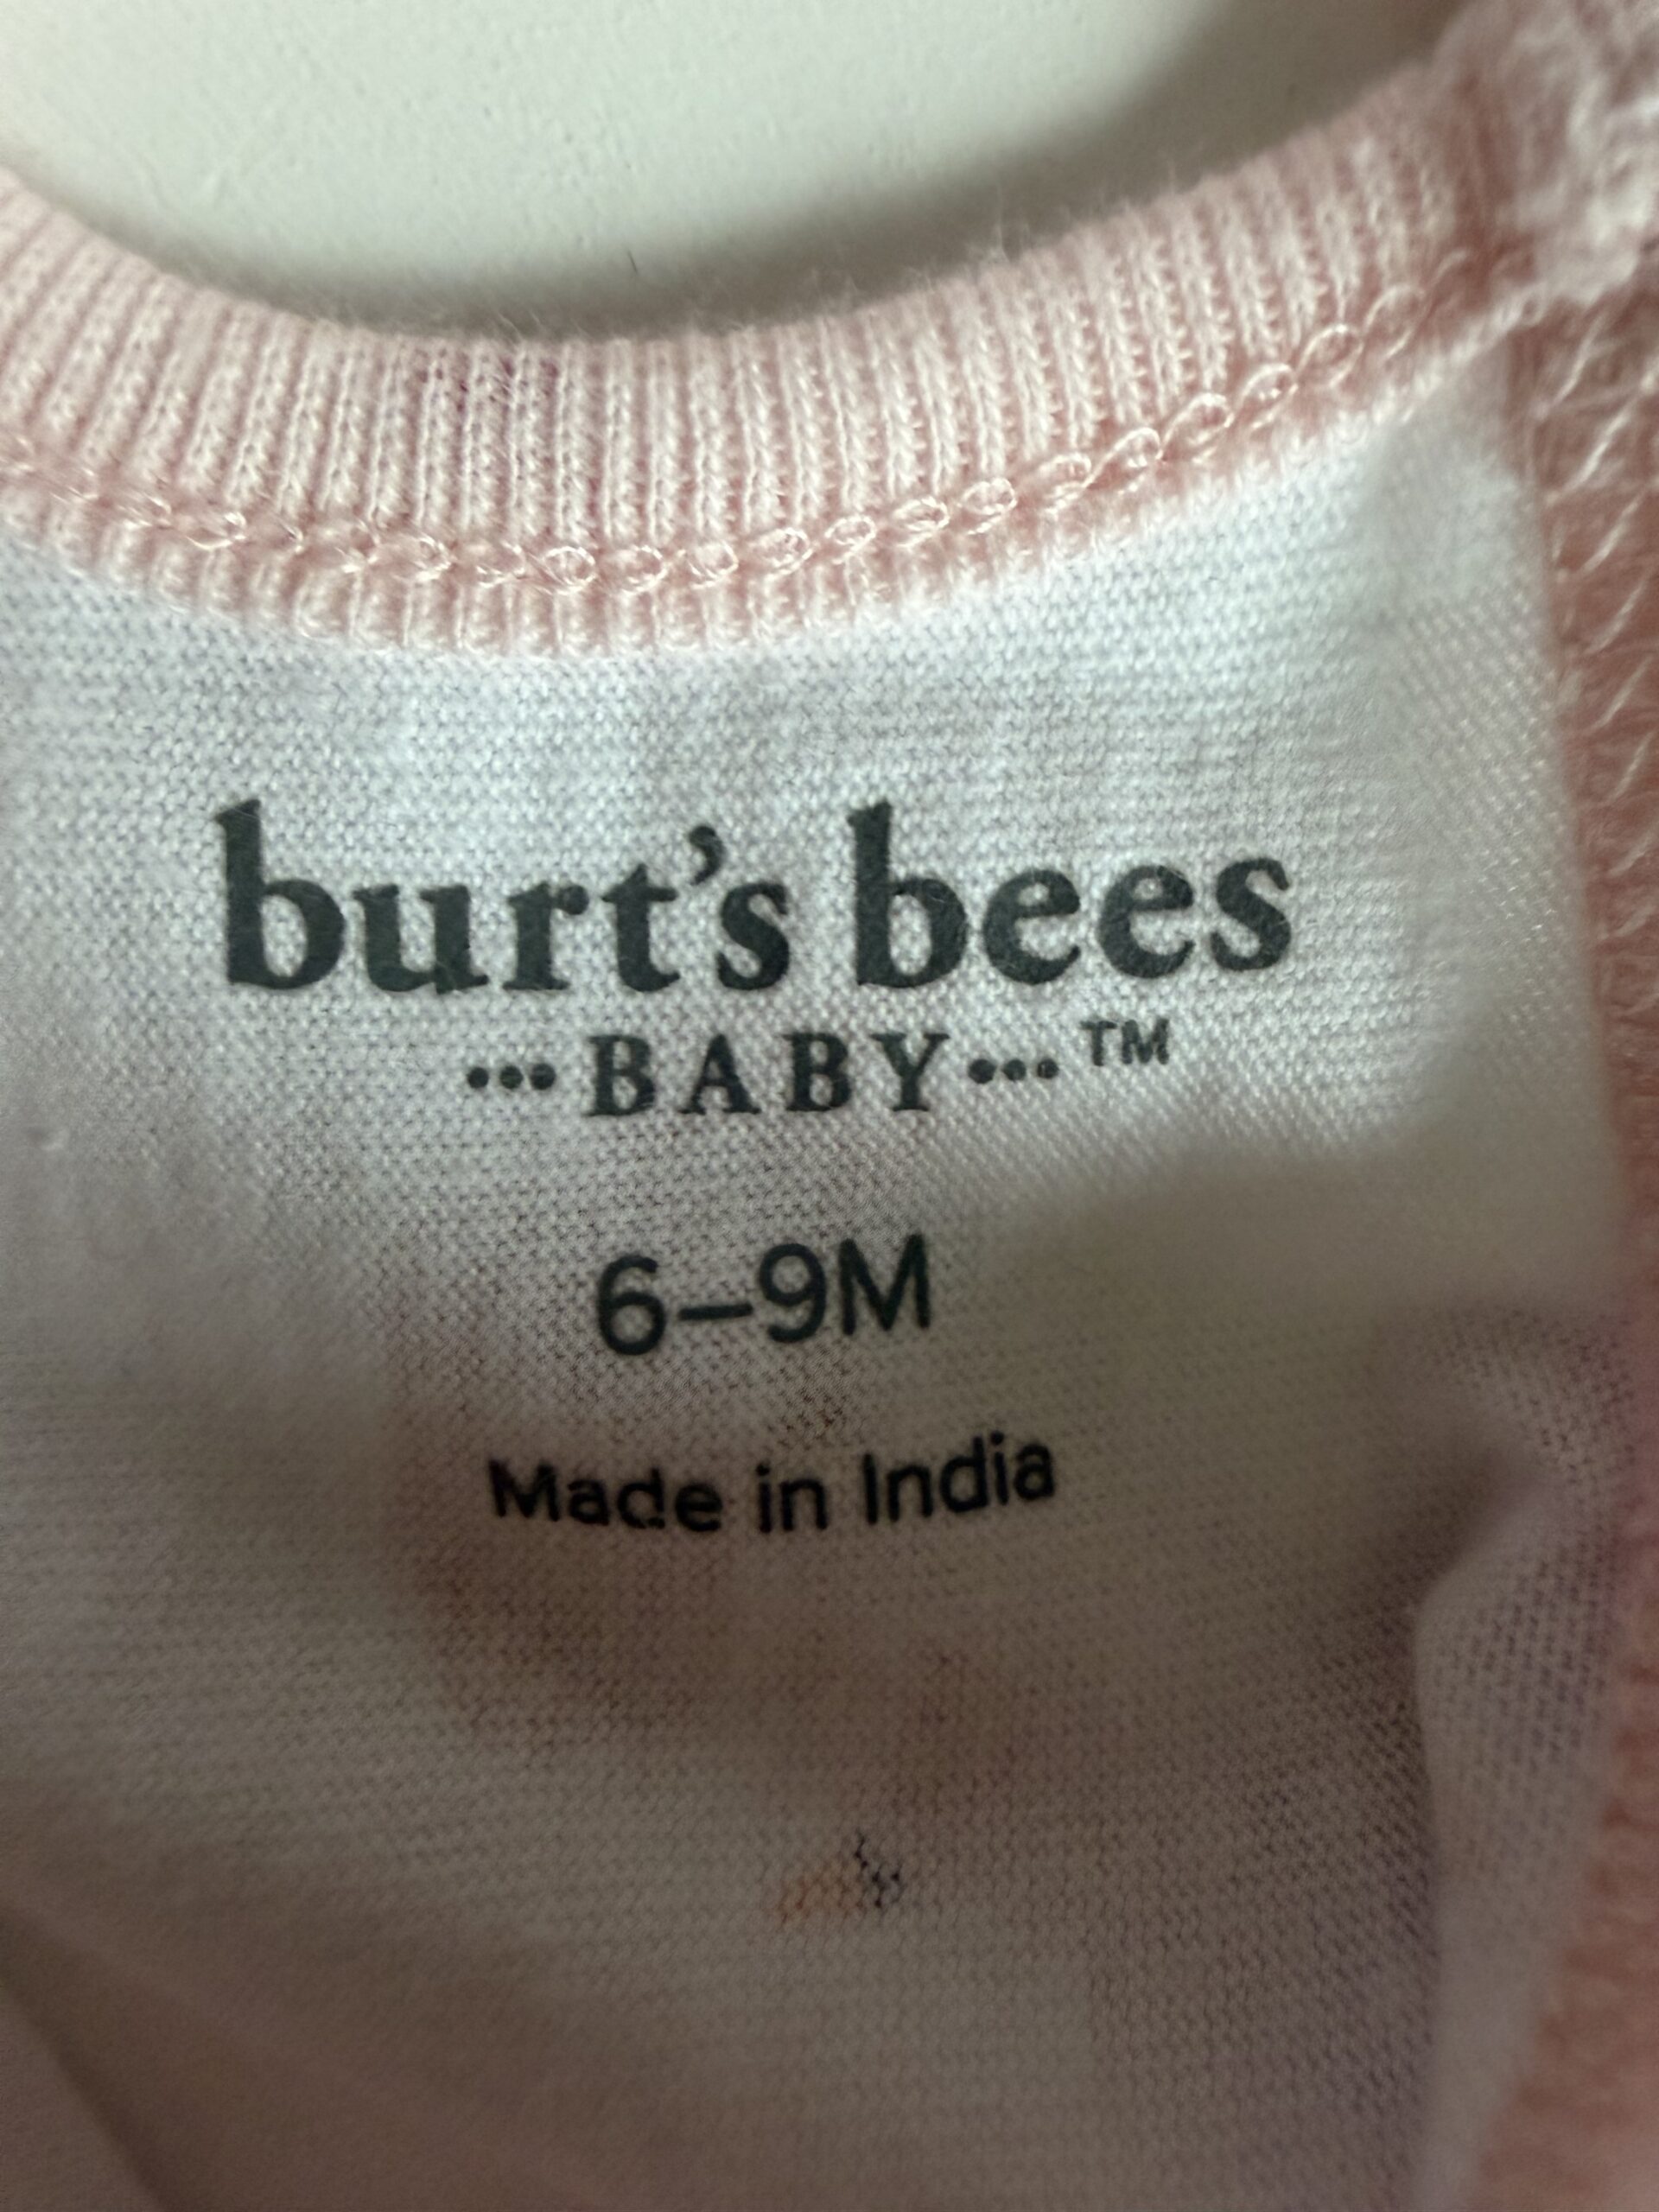 burt's bees
•••BABY•••™
6–9M
Made in India